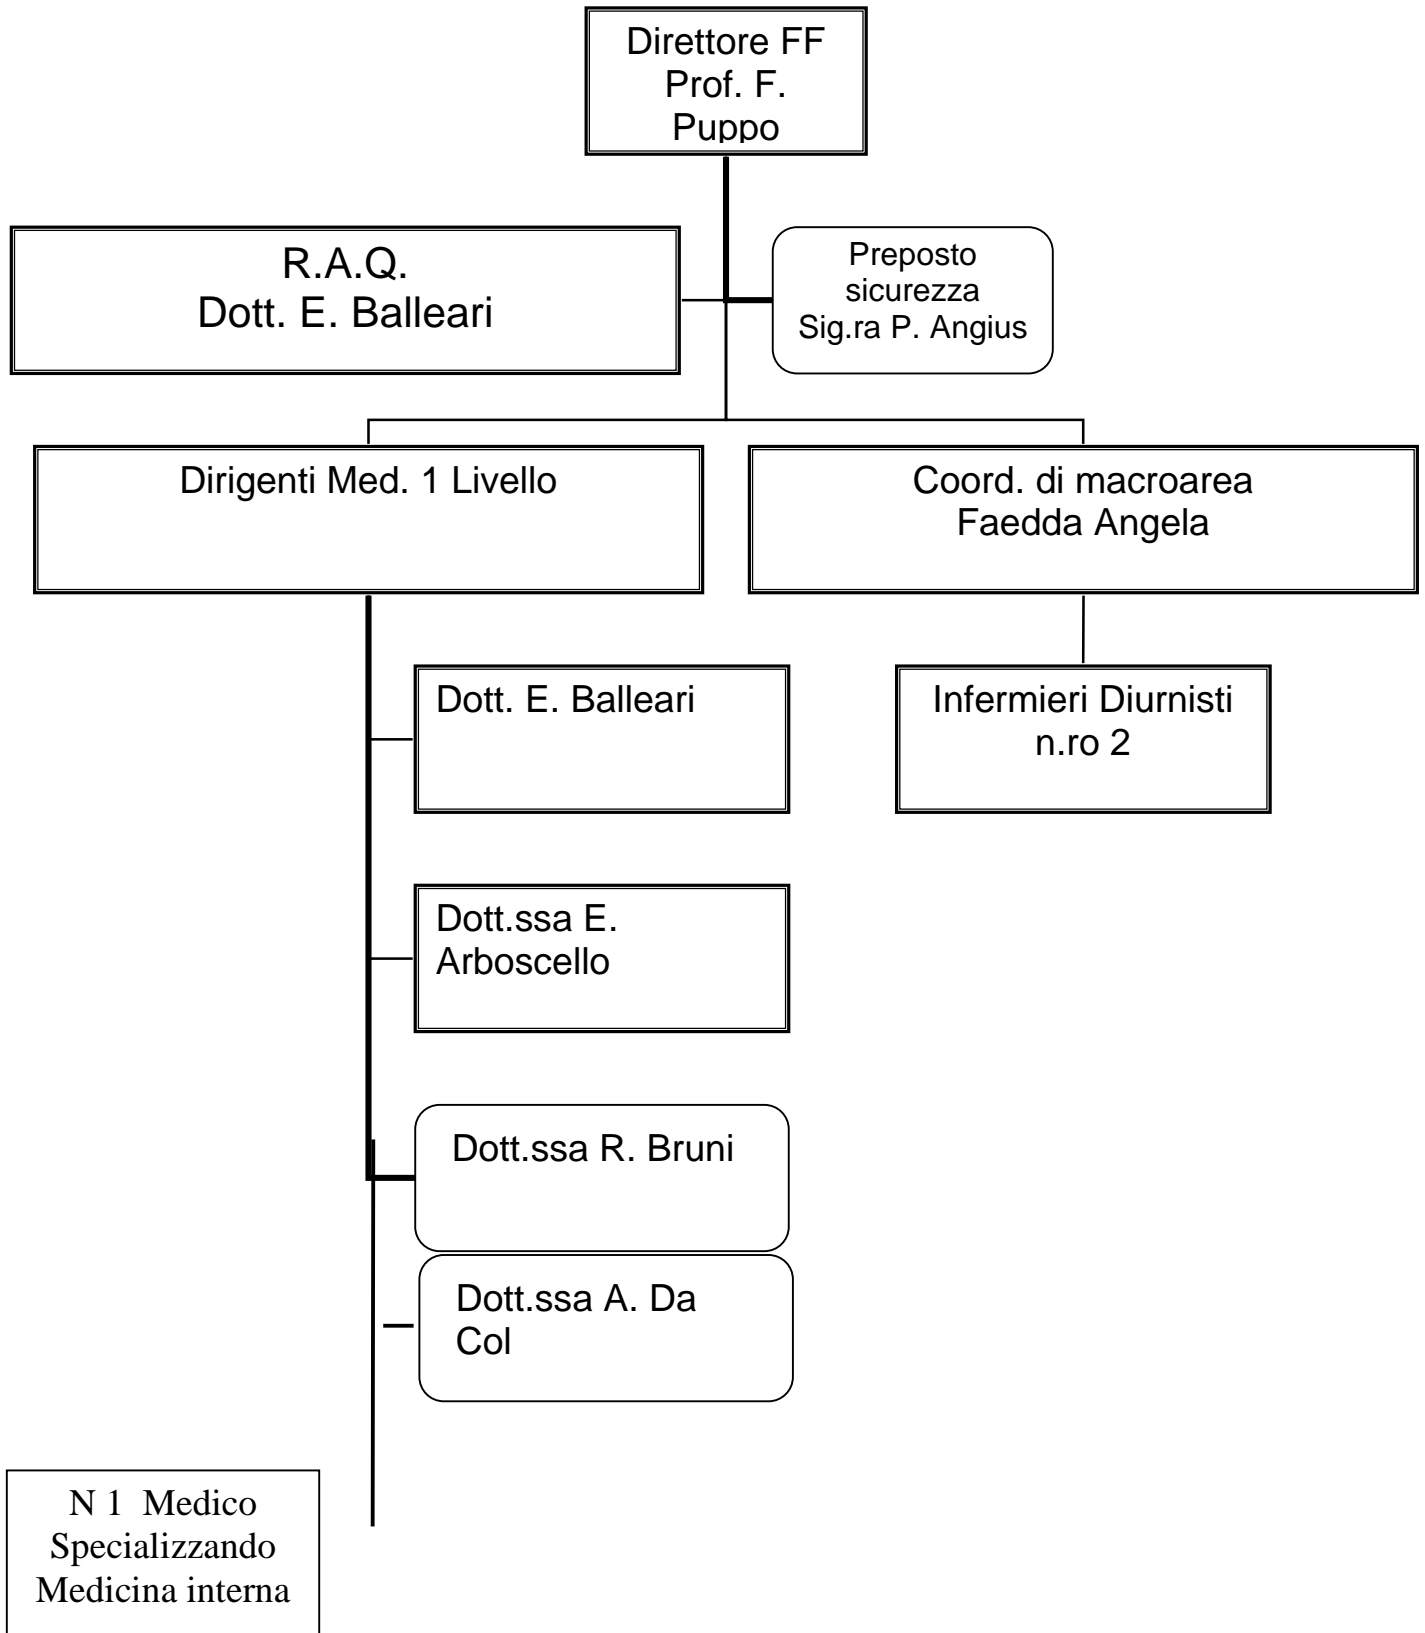 Direttore FF
Prof. F.
Puppo
R.A.Q.
Dott. E. Balleari
Preposto
sicurezza
Sig.ra P. Angius
Dirigenti Med. 1 Livello
Coord. di macroarea
Faedda Angela
Dott. E. Balleari
Infermieri Diurnisti
n.ro 2
Dott.ssa E.
Arboscello
Dott.ssa R. Bruni
Dott.ssa A. Da
Col
N 1 Medico
Specializzando
Medicina interna